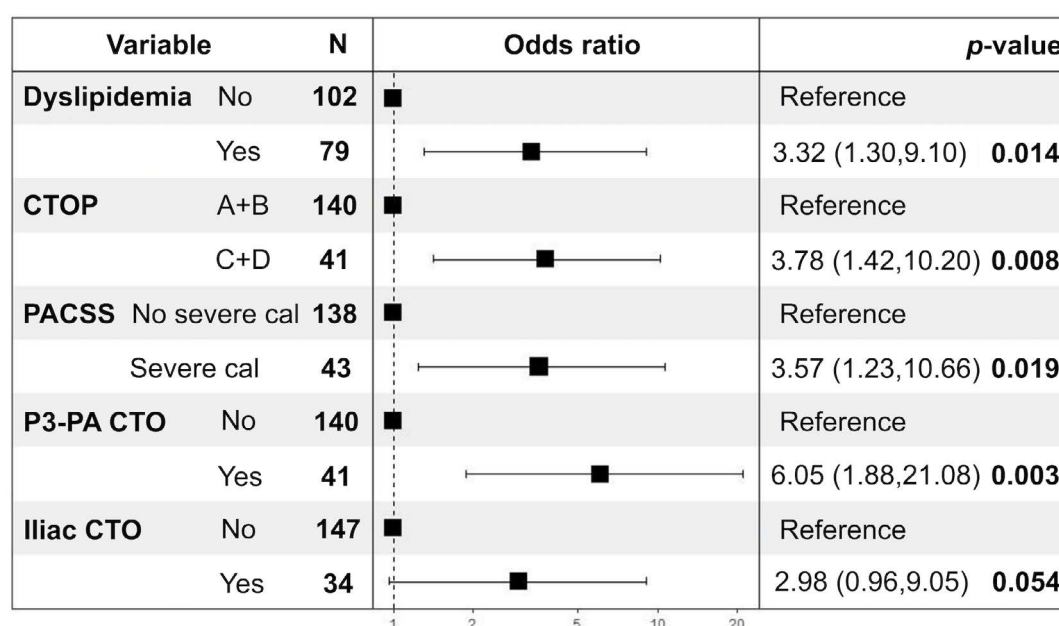 Variable N Odds ratio p-value
Dyslipidemia No 102 Reference
Yes 79 3.32 (1.30,9.10) 0.014
CTOP A+B 140 Reference
C+D 41 3.78 (1.42,10.20) 0.008
PACSS No severe cal 138 Reference
Severe cal 43 3.57 (1.23,10.66) 0.019
P3-PA CTO No 140 Reference
Yes 41 6.05 (1.88,21.08) 0.003
Iliac CTO No 147 Reference
Yes 34 2.98 (0.96,9.05) 0.054
1 2 5 10 20